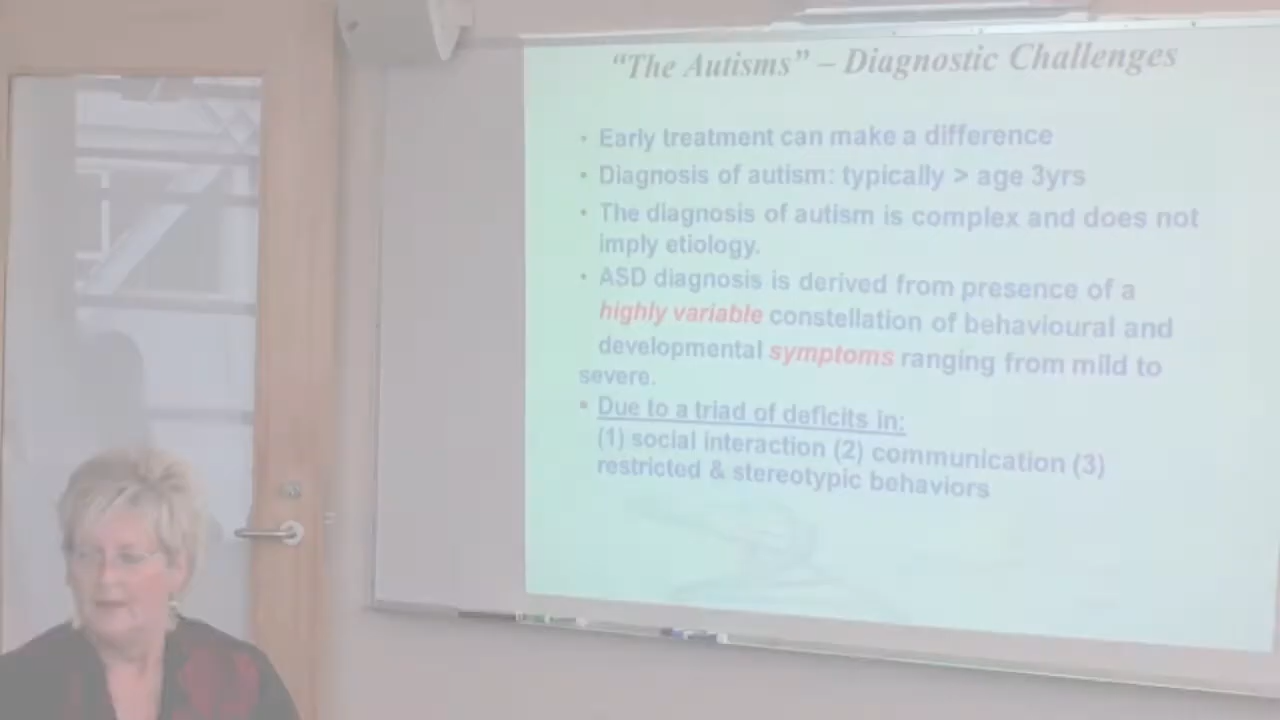 “The Autisms” – Diagnostic Challenges
• Early treatment can make a difference
• Diagnosis of autism: typically > age 3yrs
• The diagnosis of autism is complex and does not
imply etiology.
• ASD diagnosis is derived from presence of a
highly variable constellation of behavioural and
developmental symptoms ranging from mild to
severe.
• Due to a triad of deficits in:
(1) social interaction (2) communication (3)
restricted & stereotypic behaviors